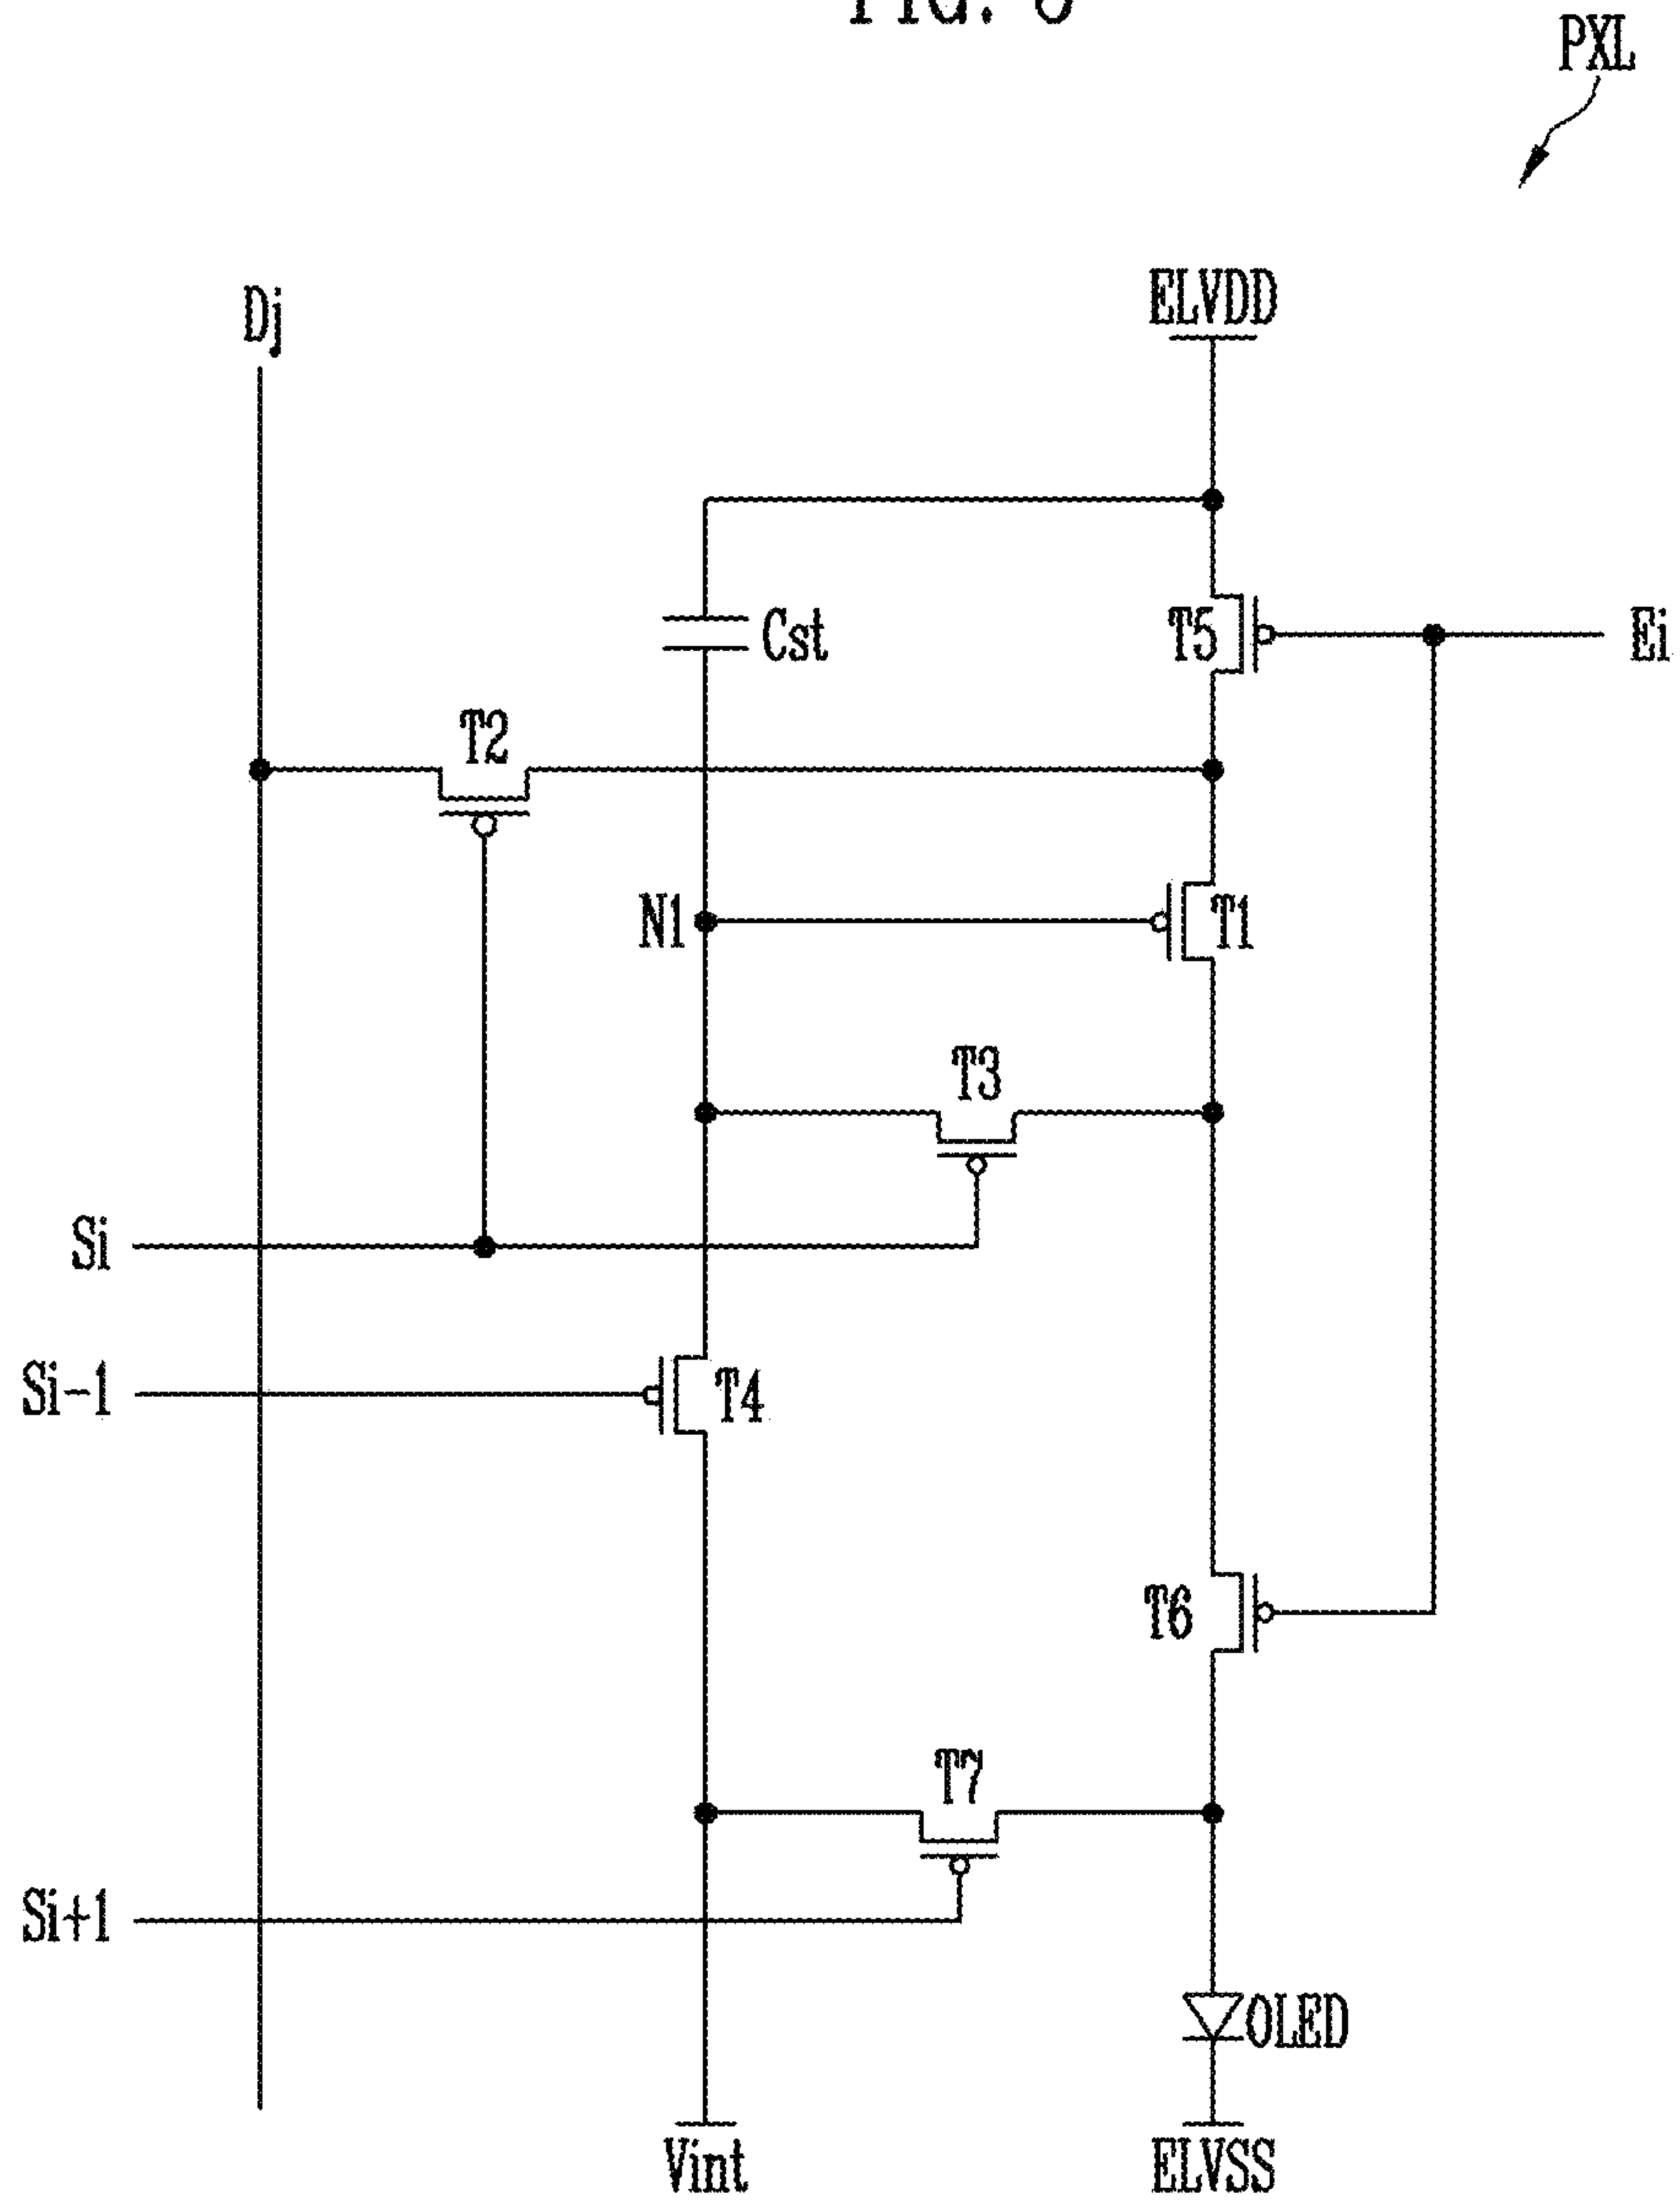 FIG.
PXL
ELVDD
Dj
Cst
T5
Ei
T2
N1
T1
T3
Si
Si-1
T4
T6
T7
Si+1
OLED
Vint
ELVSS